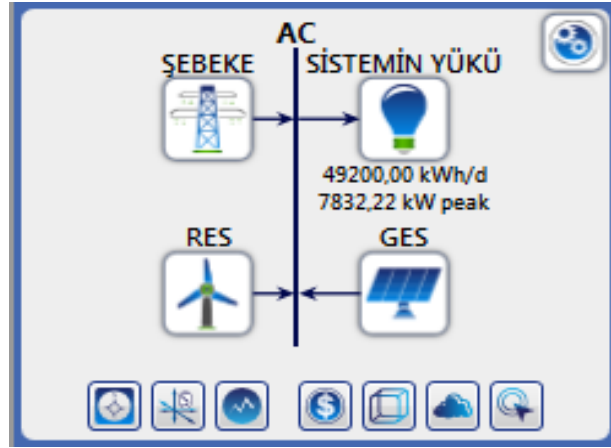 AC
ŞEBEKE
SİSTEMİN YÜKÜ
49200,00 kWh/d
7832,22 kW peak
RES
GES